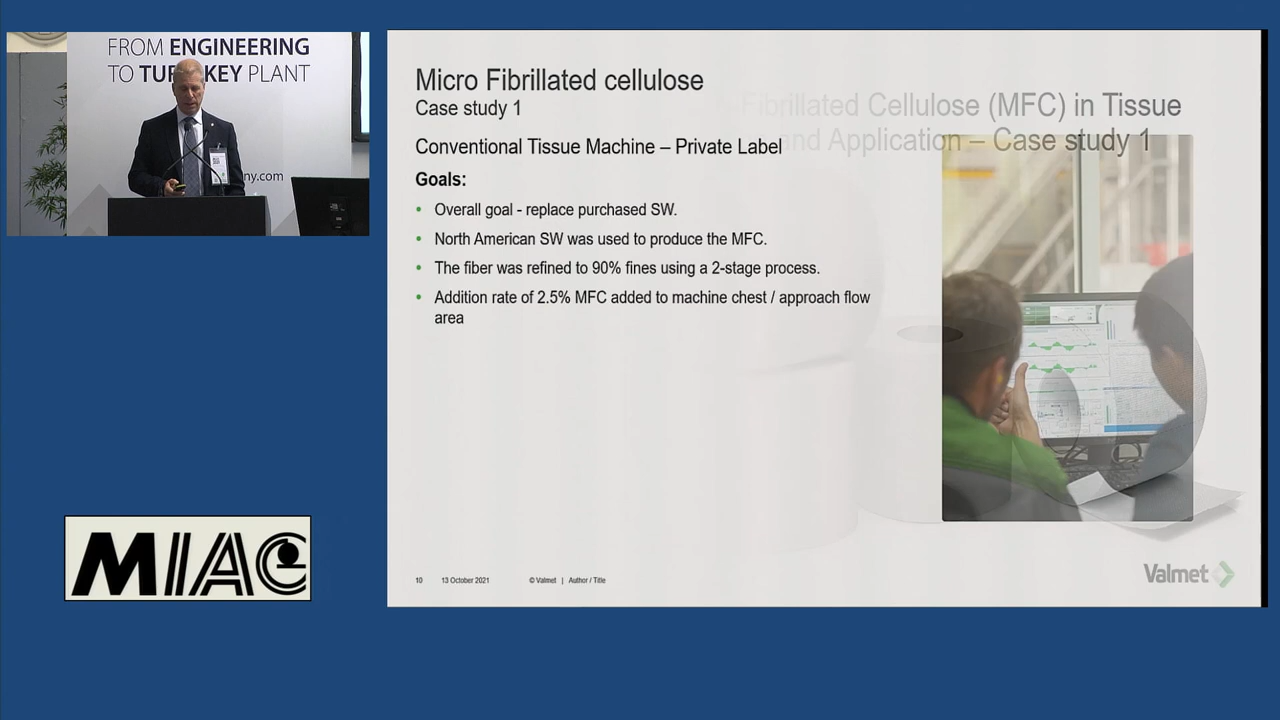 FROM ENGINEERING
TO TURNKEY PLANT
ny.com
MIAC
Micro Fibrillated cellulose
Case study 1
Fibrillated Cellulose (MFC) in Tissue
and Application – Case study 1
Conventional Tissue Machine – Private Label
Goals:
• Overall goal - replace purchased SW.
• North American SW was used to produce the MFC.
• The fiber was refined to 90% fines using a 2-stage process.
• Addition rate of 2.5% MFC added to machine chest / approach flow
area
10 13 October 2021 © Valmet | Author / Title
Valmet